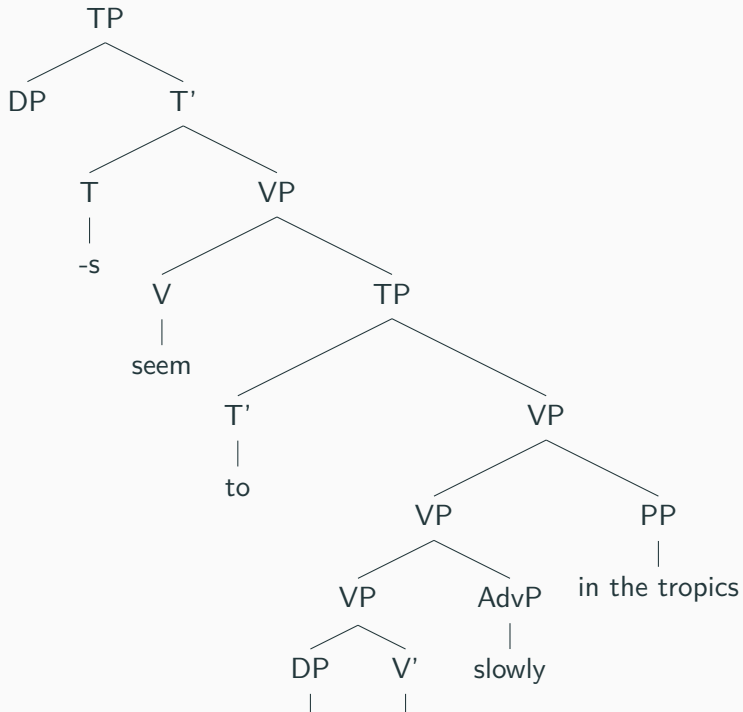 TP
DP T'
T VP
-s
V TP
seem
T' VP
to
VP PP
in the tropics
VP AdvP
DP V' slowly